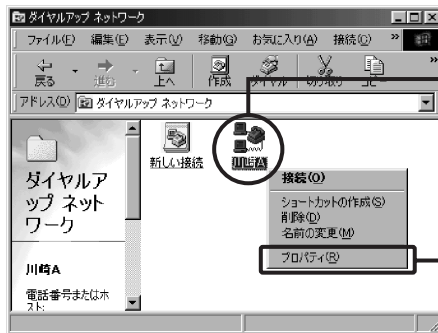 ダイヤルアップ ネットワーク
ファイル(F) 編集(E) 表示(V) 移動(G) お気に入り(A) 接続(C) »
戻る 進む 上へ 作成 ダイヤル 切り取り コピー »
アドレス(D) ダイヤルアップ ネットワーク
新しい接続 川崎A
ダイヤルア
ップ ネット
ワーク
川崎A
電話番号またはホ
スト:
接続(O)
ショートカットの作成(S)
削除(D)
名前の変更(M)
プロパティ(R)